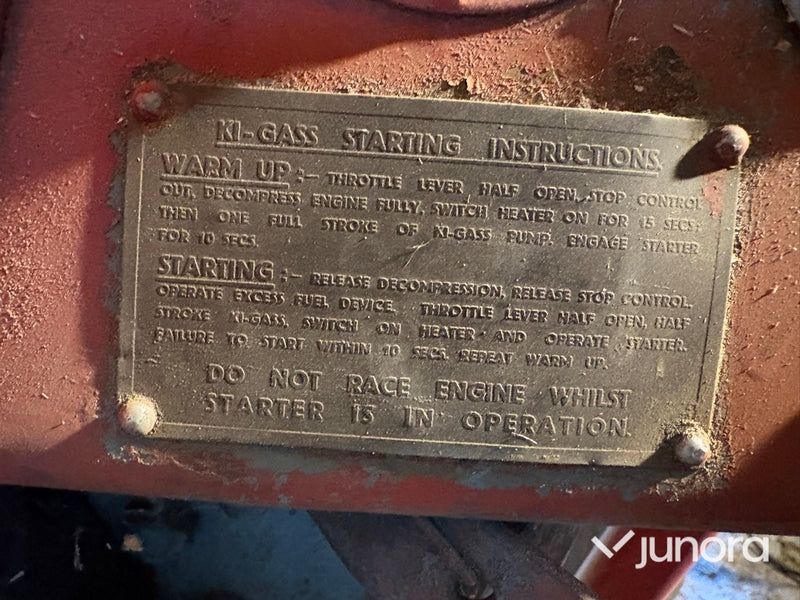 KI-GASS STARTING INSTRUCTIONS.
WARM UP:- THROTTLE LEVER HALF OPEN, STOP CONTROL
OUT, DECOMPRESS ENGINE FULLY, SWITCH HEATER ON FOR 15 SECS:
THEN ONE FULL STROKE OF KI-GASS PUMP. ENGAGE STARTER
FOR 10 SECS.
STARTING:- RELEASE DECOMPRESSION, RELEASE STOP CONTROL.
OPERATE EXCESS FUEL DEVICE. THROTTLE LEVER HALF OPEN, HALF
STROKE KI-GASS. SWITCH ON HEATER AND OPERATE STARTER.
FAILURE TO START WITHIN 10 SECS. REPEAT WARM UP.
DO NOT RACE ENGINE WHILST
STARTER IS IN OPERATION.
junora